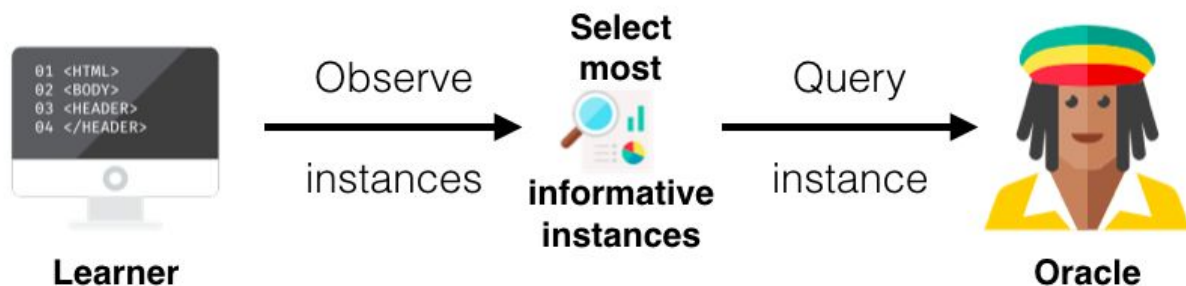 01 <HTML>
02 <BODY>
03 <HEADER>
04 </HEADER>
Learner
Observe
instances
Select
most
informative
instances
Query
instance
Oracle